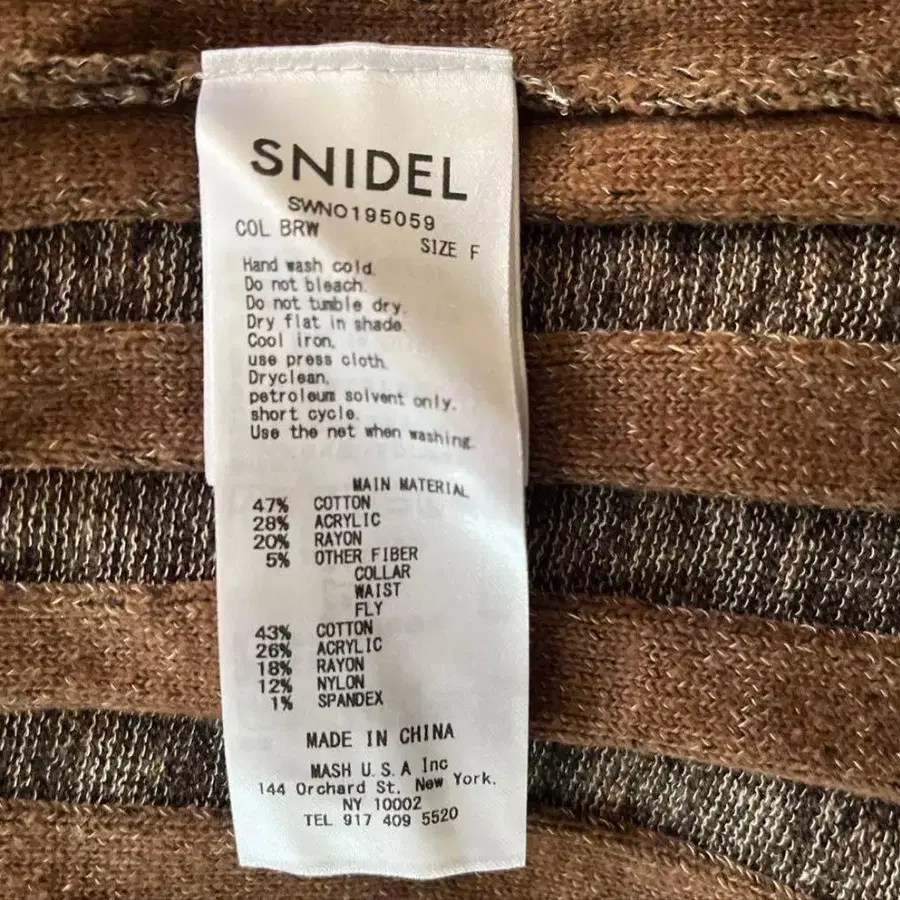 SNIDEL
SWNO195059
COL BRW
SIZE F
Hand wash cold.
Do not bleach.
Do not tumble dry.
Dry flat in shade.
Cool iron.
use press cloth.
Dryclean.
petroleum solvent only.
short cycle.
Use the net when washing.
MAIN MATERIAL
47% COTTON
28% ACRYLIC
20% RAYON
5% OTHER FIBER
COLLAR
WAIST
FLY
43% COTTON
26% ACRYLIC
18% RAYON
12% NYLON
1% SPANDEX
MADE IN CHINA
MASH U.S.A Inc
144 Orchard St. New York.
NY 10002
TEL 917 409 5520